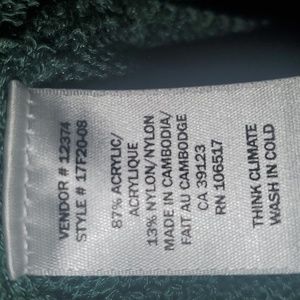 VENDOR # 12374
STYLE # 17F20-08
87% ACRYLIC/
ACRYLIQUE
13% NYLON/NYLON
MADE IN CAMBODIA/
FAIT AU CAMBODGE
CA 39123
RN 106517
THINK CLIMATE
WASH IN COLD